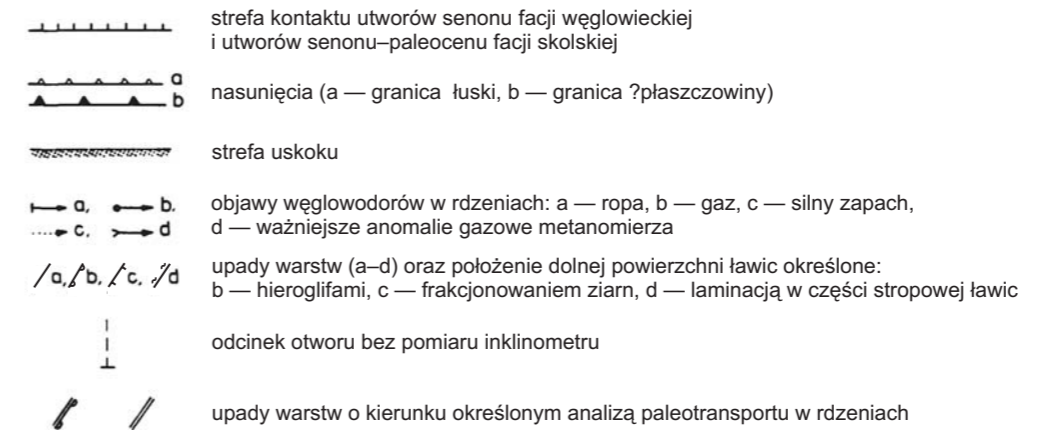 strefa kontaktu utworów senonu facji węglowieckiej
i utworów senonu–paleocenu facji skolskiej
a
b
nasunięcia (a — granica łuski, b — granica ?płaszczowiny)
strefa uskoku
a, b.
c, d
objawy węglowodorów w rdzeniach: a — ropa, b — gaz, c — silny zapach,
d — ważniejsze anomalie gazowe metanomierza
a, b, c, d
upady warstw (a–d) oraz położenie dolnej powierzchni ławic określone:
b — hieroglifami, c — frakcjonowaniem ziarn, d — laminacją w części stropowej ławic
odcinek otworu bez pomiaru inklinometru
upady warstw o kierunku określonym analizą paleotransportu w rdzeniach